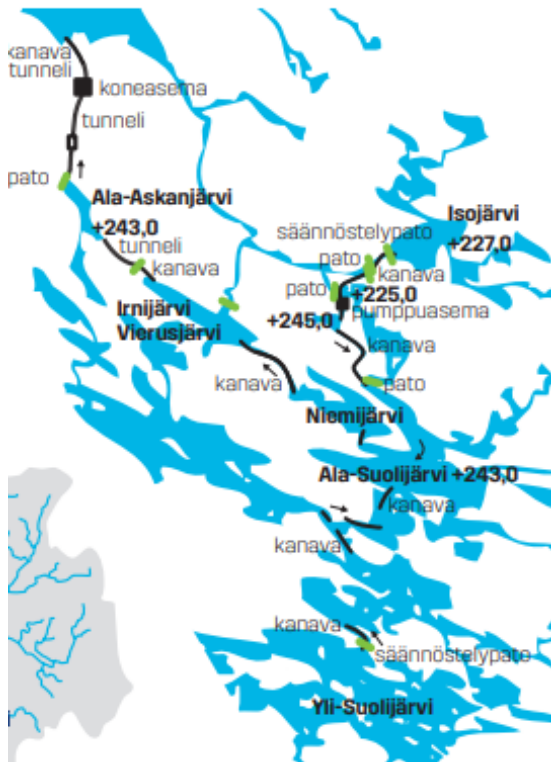 kanava
tunneli
koneasema
tunneli
pato
Ala-Askanjärvi
+243,0
tunneli
kanava
Isojärvi
+227,0
säännöstelypato
pato
kanava
pato
+225,0
pumppuasema
+245,0
kanava
Irnijärvi
Vierusjärvi
kanava
pato
Niemijärvi
Ala-Suolijärvi +243,0
kanava
kanava
kanava
säännöstelypato
Yli-Suolijärvi